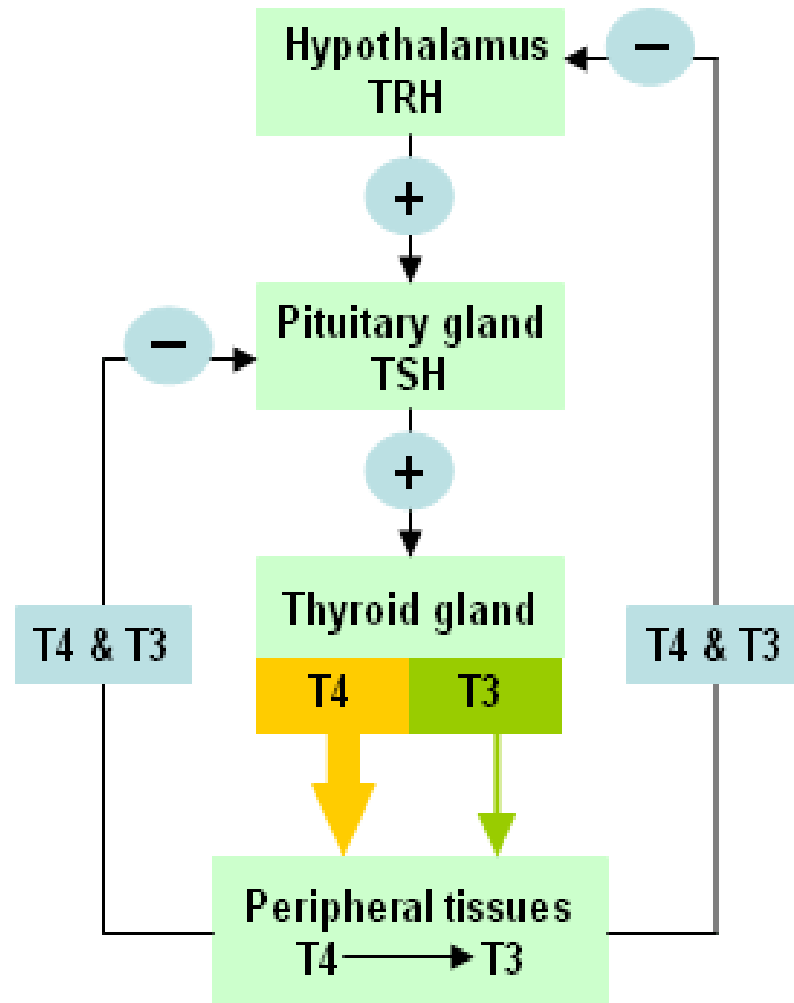 Hypothalamus
TRH
−
+
Pituitary gland
TSH
−
+
Thyroid gland
T4 & T3
T4 & T3
T4
T3
Peripheral tissues
T4 → T3